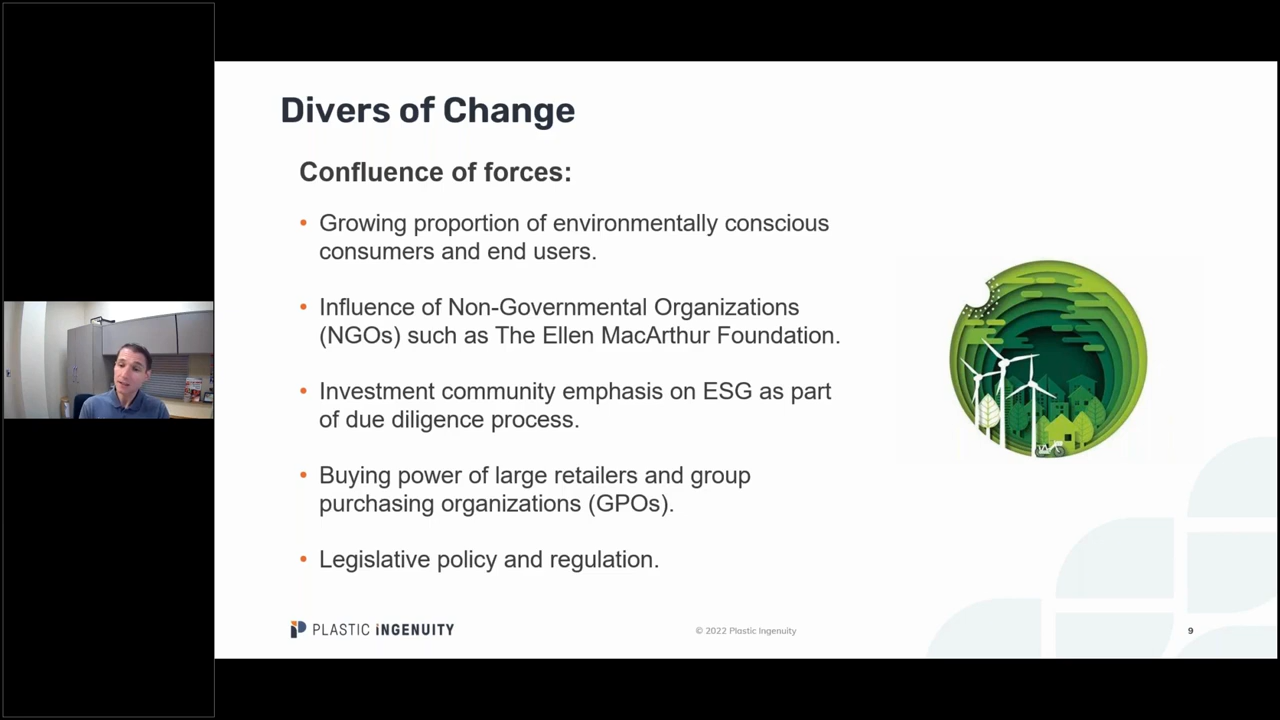 Divers of Change
Confluence of forces:
• Growing proportion of environmentally conscious
consumers and end users.
• Influence of Non-Governmental Organizations
(NGOs) such as The Ellen MacArthur Foundation.
• Investment community emphasis on ESG as part
of due diligence process.
• Buying power of large retailers and group
purchasing organizations (GPOs).
• Legislative policy and regulation.
PLASTIC iNGENUITY
© 2022 Plastic Ingenuity
9